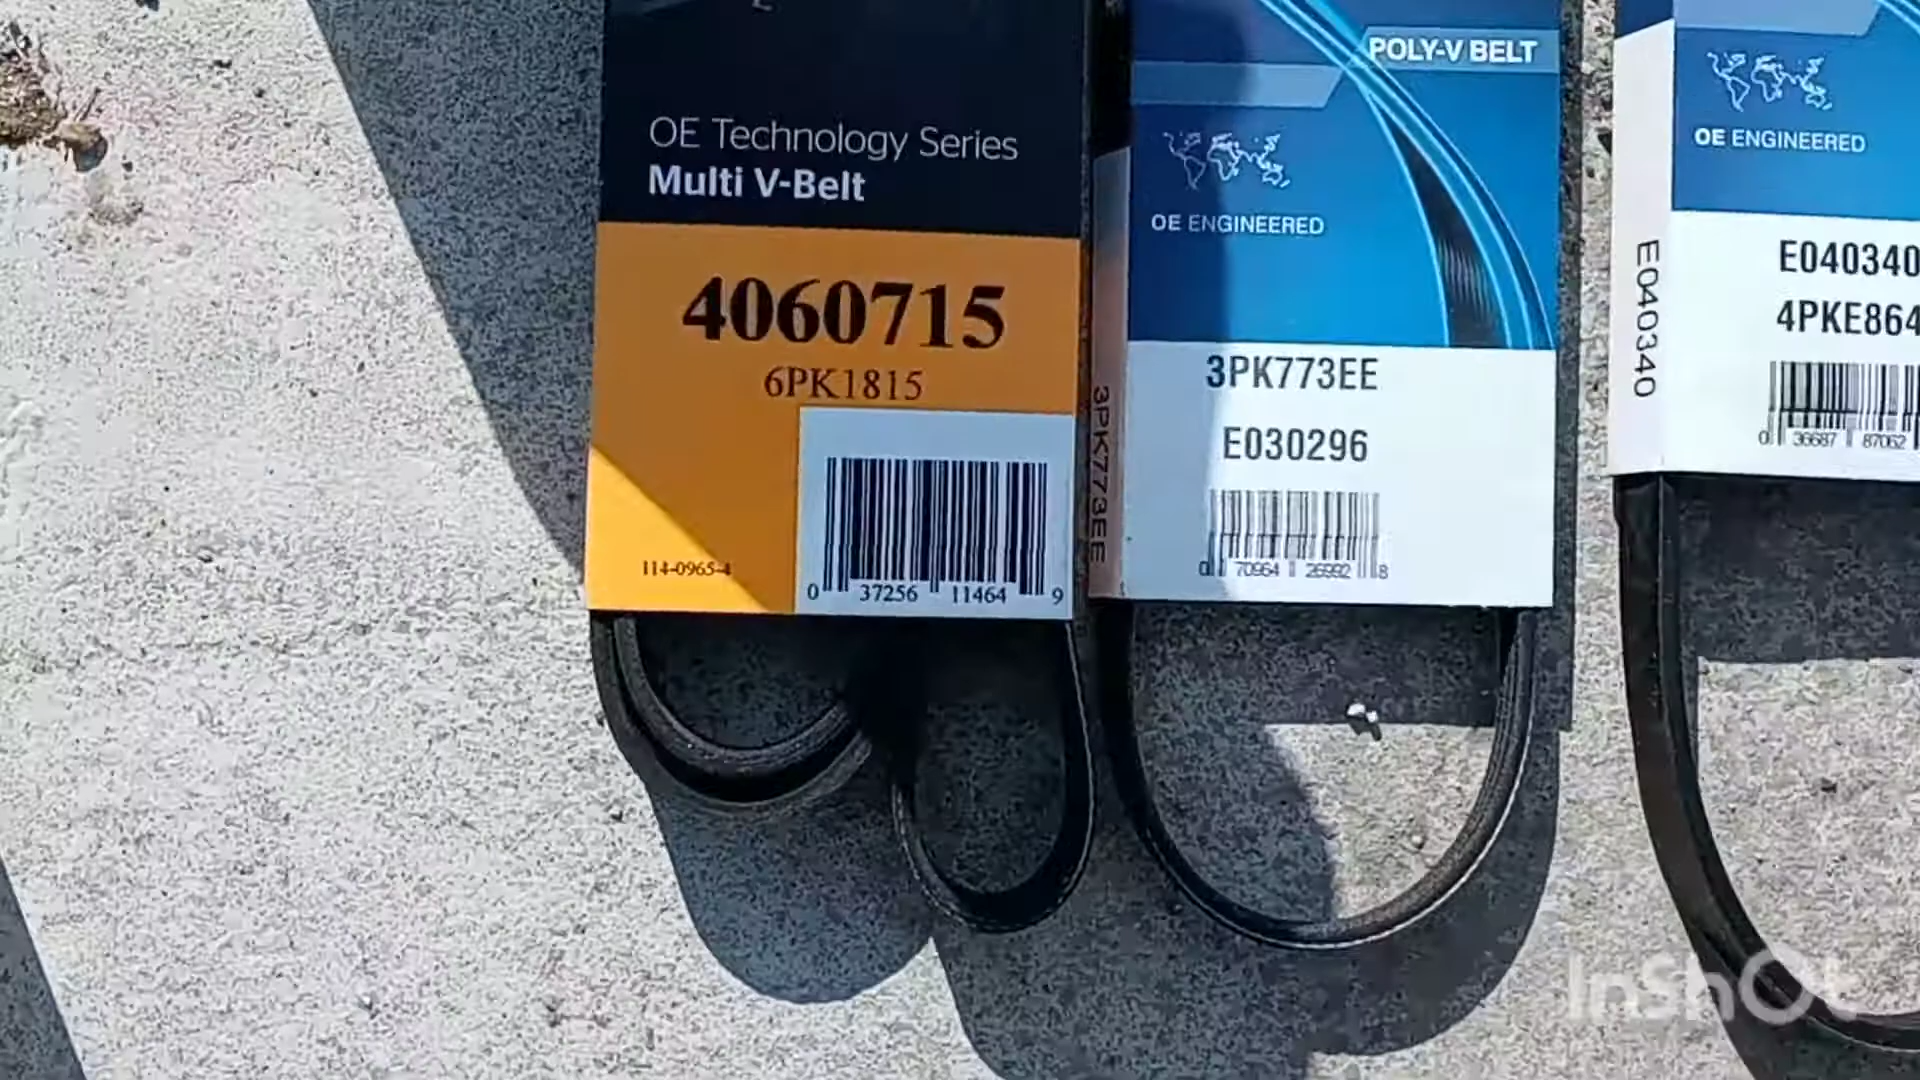 OE Technology Series
Multi V-Belt
4060715
6PK1815
114-0965-4
0 37256 11464 9
3PK773EE
POLY-V BELT
OE ENGINEERED
3PK773EE
E030296
0 70964 26992 8
E040340
OE ENGINEERED
E040340
4PKE864
0 36687 87062
InShOt